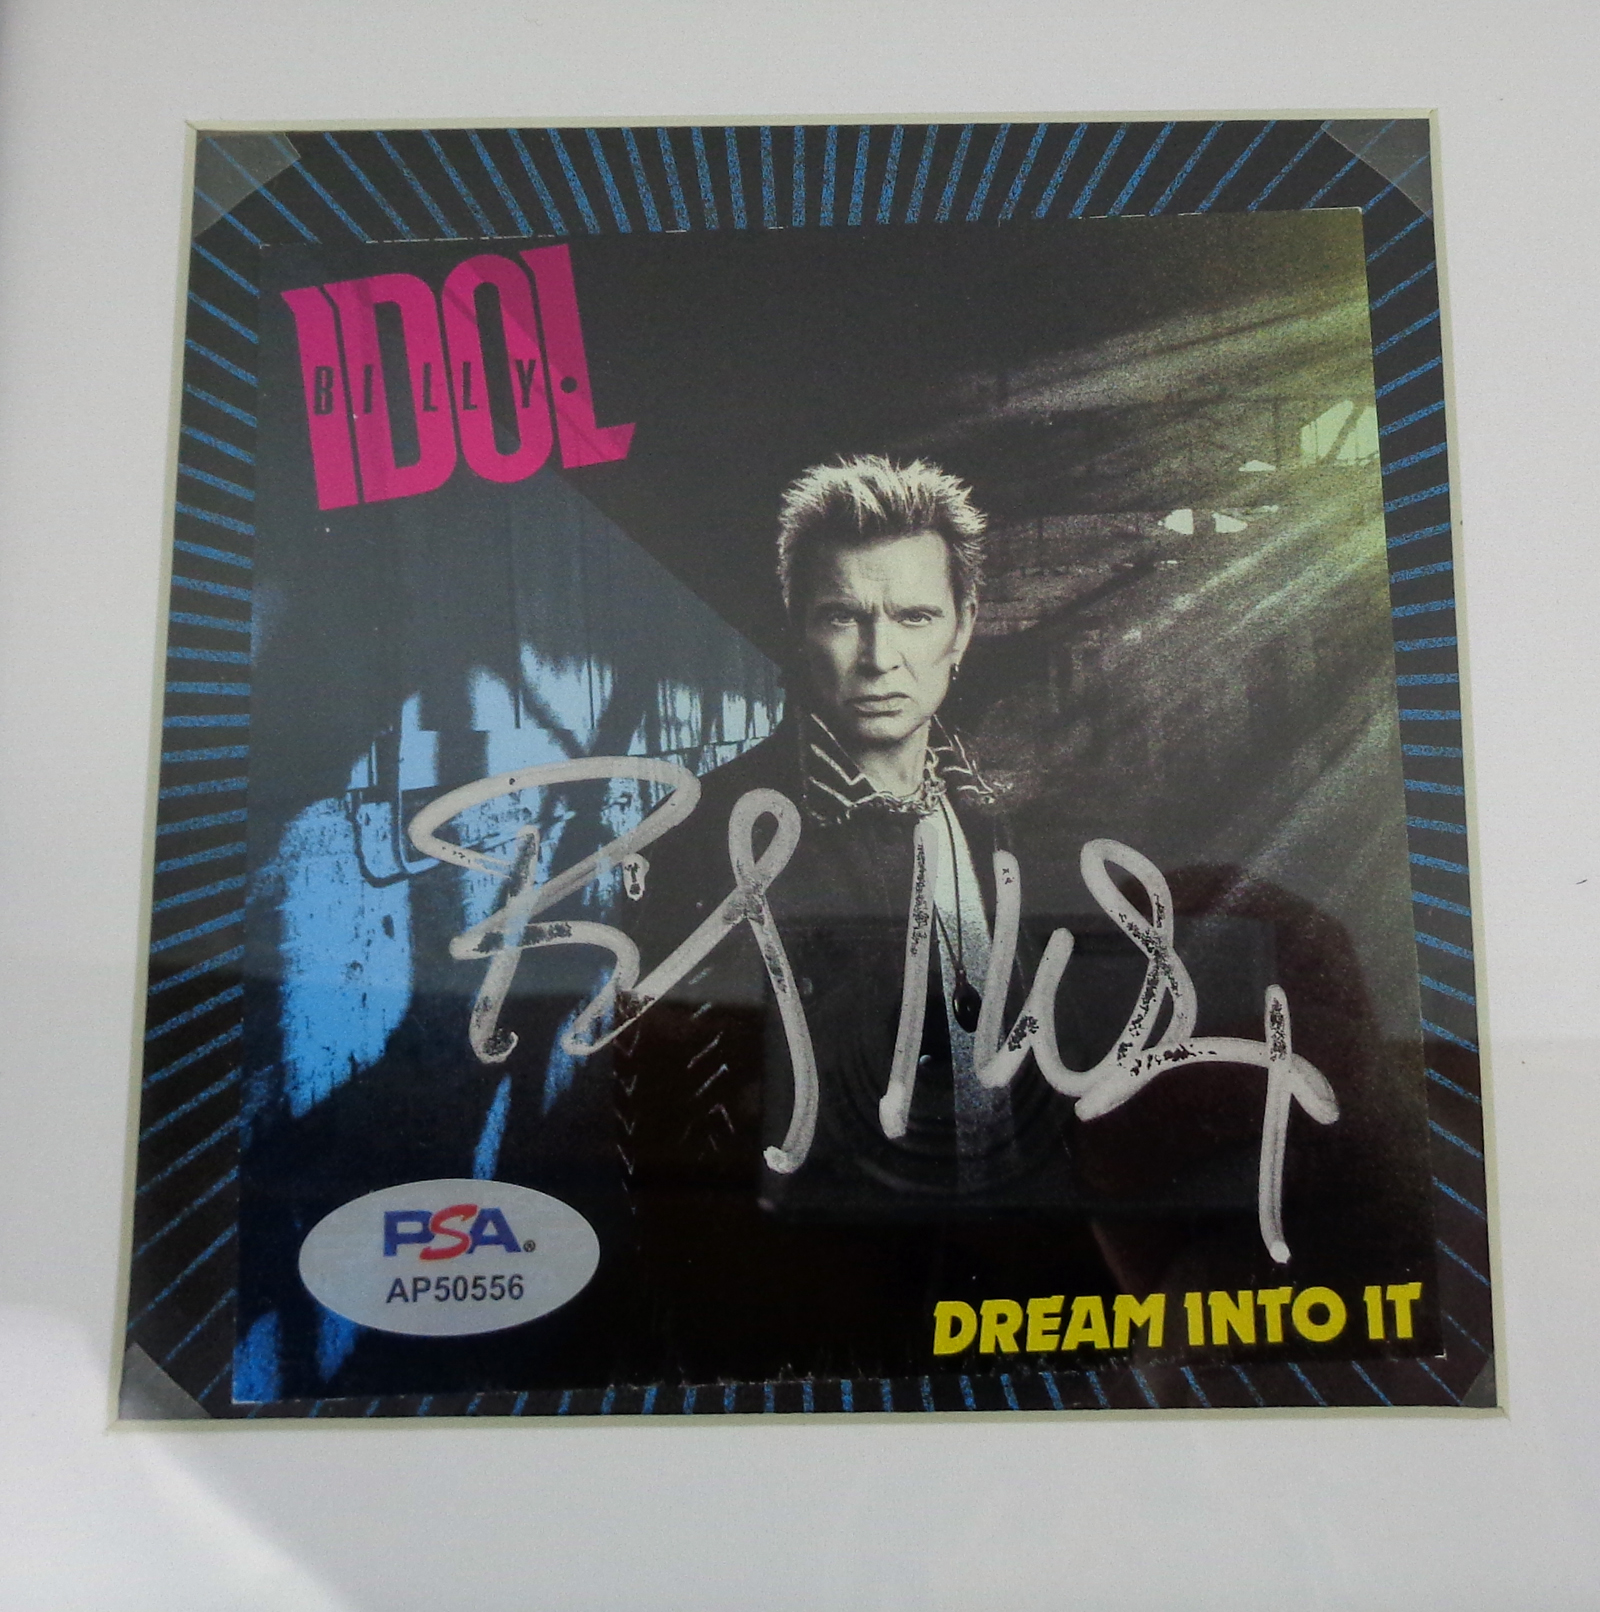 IDOL
BILLY
PSA®
AP50556
DREAM INTO IT